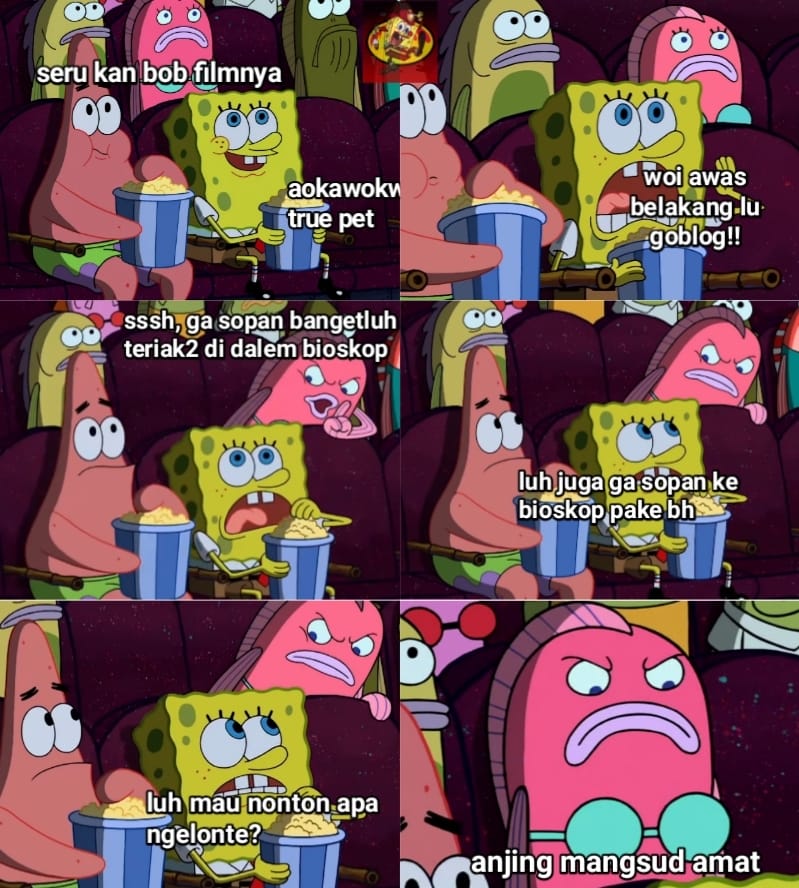 seru kan bob filmnya
aokawokw
true pet
woi awas
belakang lu
goblog!!
sssh, ga sopan bangetluh
teriak2 di dalem bioskop
luh juga ga sopan ke
bioskop pake bh
luh mau nonton apa
ngelonte?
anjing mangsud amat